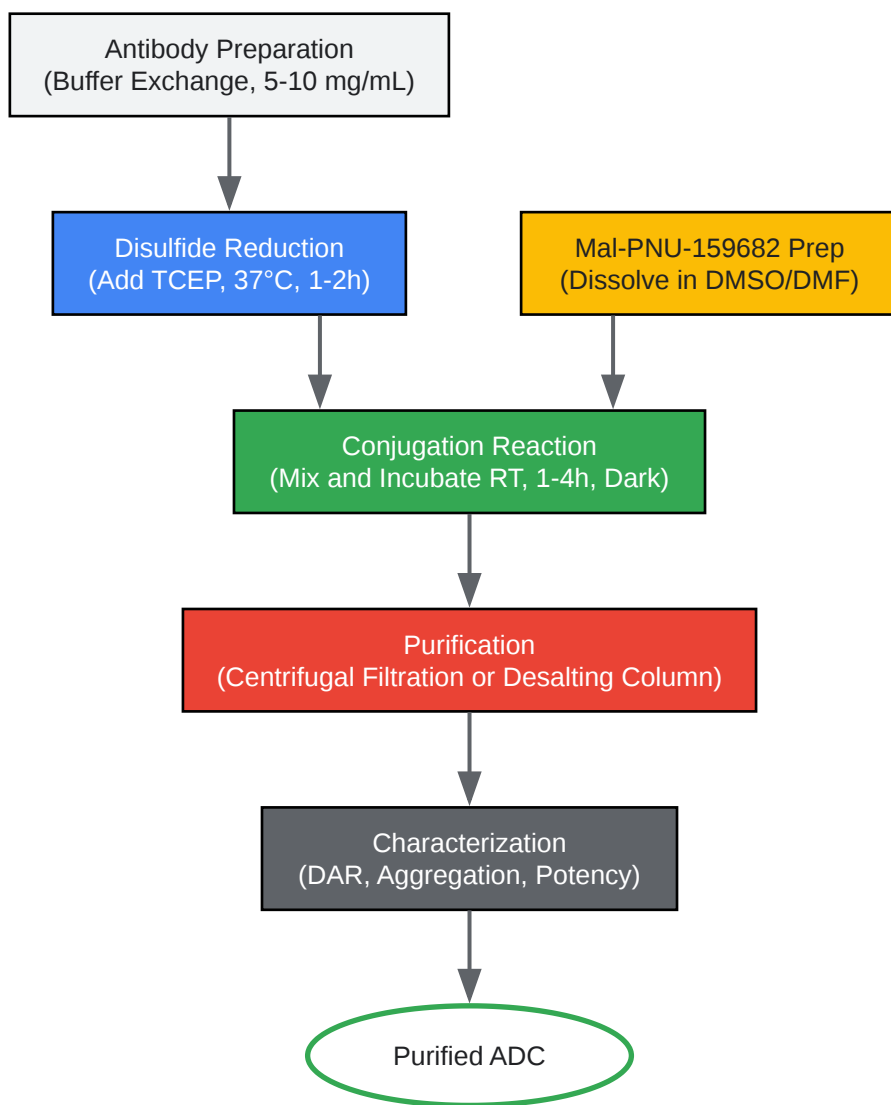 Antibody Preparation
(Buffer Exchange, 5-10 mg/mL)
Disulfide Reduction
(Add TCEP, 37°C, 1-2h)
Mal-PNU-159682 Prep
(Dissolve in DMSO/DMF)
Conjugation Reaction
(Mix and Incubate RT, 1-4h, Dark)
Purification
(Centrifugal Filtration or Desalting Column)
Characterization
(DAR, Aggregation, Potency)
Purified ADC